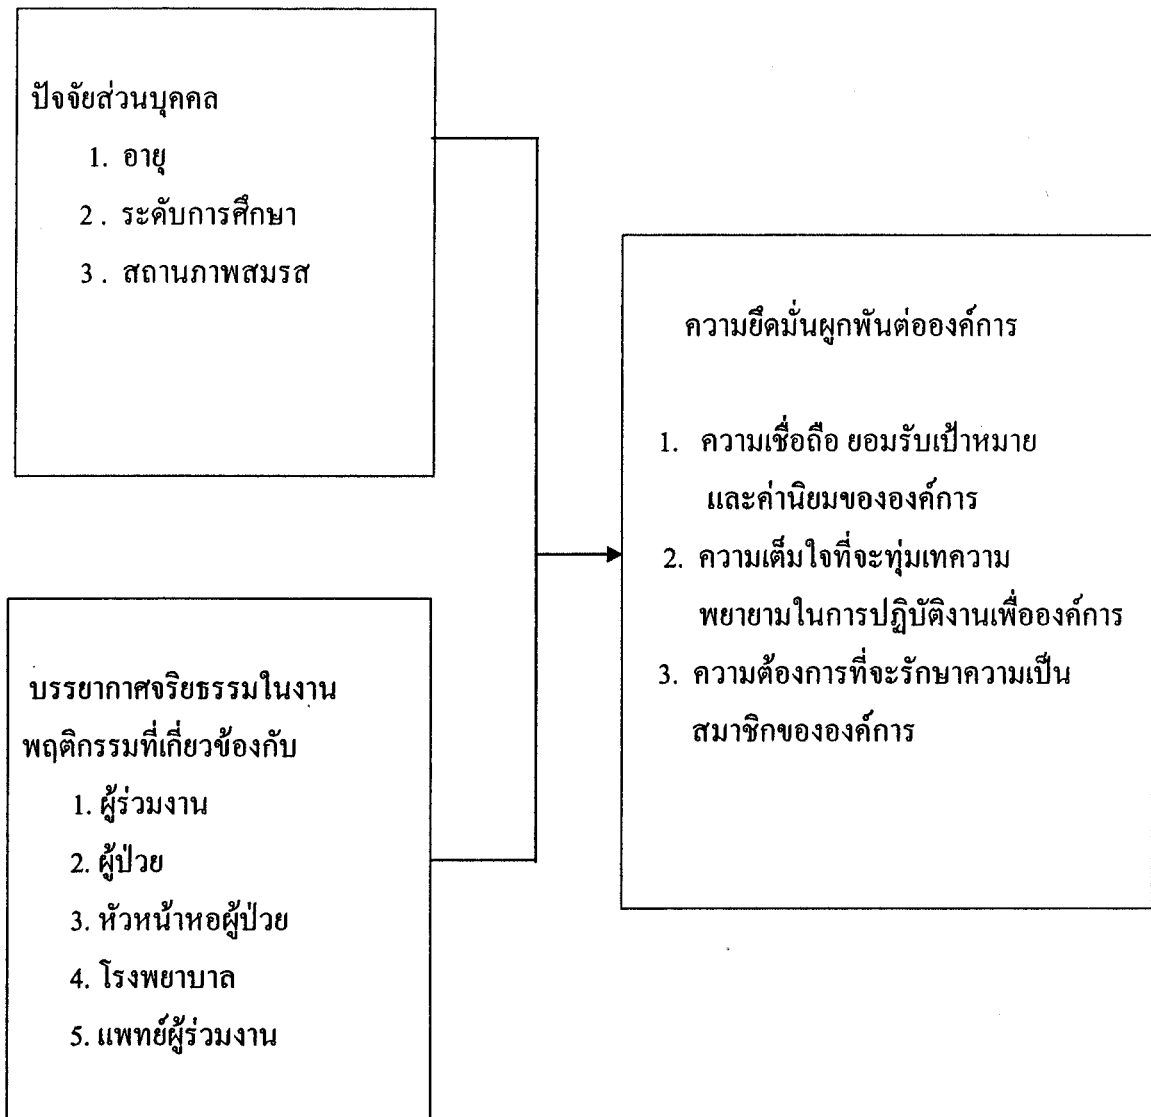 ปัจจัยส่วนบุคคล
1. อายุ
2 . ระดับการศึกษา
3 . สถานภาพสมรส
บรรยากาศจริยธรรมในงาน
พฤติกรรมที่เกี่ยวข้องกับ
1. ผู้ร่วมงาน
2. ผู้ป่วย
3. หัวหน้าหอผู้ป่วย
4. โรงพยาบาล
5. แพทย์ผู้ร่วมงาน
ความยึดมั่นผูกพันต่อองค์การ
1. ความเชื่อถือ ยอมรับเป้าหมาย
และค่านิยมขององค์การ
2. ความเต็มใจที่จะทุ่มเทความ
พยายามในการปฏิบัติงานเพื่อองค์การ
3. ความต้องการที่จะรักษาความเป็น
สมาชิกขององค์การ